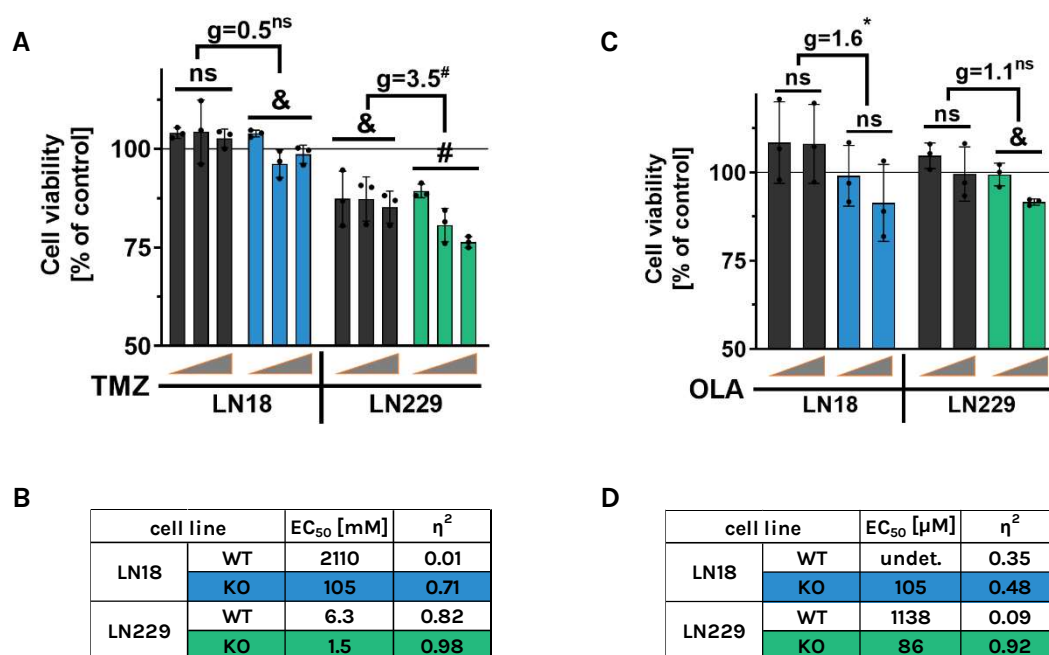 A
g=0.5ns
ns
&
g=3.5#
&
#
Cell viability
[% of control]
100
75
50
TMZ
LN18
LN229
C
g=1.6*
ns
ns
g=1.1ns
ns
&
Cell viability
[% of control]
100
75
50
OLA
LN18
LN229
B
cell line EC50 [mM] η2
LN18 WT 2110 0.01
KO 105 0.71
LN229 WT 6.3 0.82
KO 1.5 0.98
D
cell line EC50 [µM] η2
LN18 WT undet. 0.35
KO 105 0.48
LN229 WT 1138 0.09
KO 86 0.92